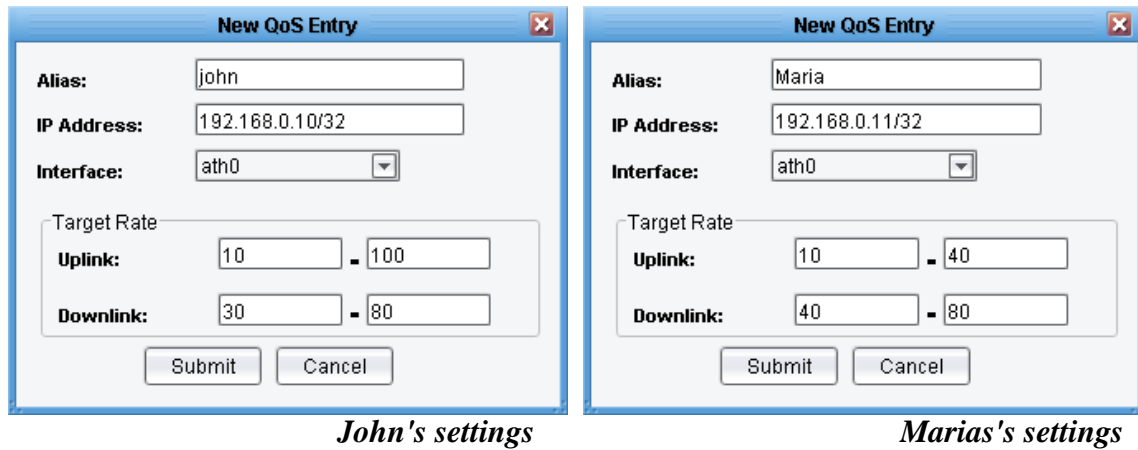 New QoS Entry
Alias: john
IP Address: 192.168.0.10/32
Interface: ath0
Target Rate
Uplink: 10 - 100
Downlink: 30 - 80
Submit Cancel
John's settings
New QoS Entry
Alias: Maria
IP Address: 192.168.0.11/32
Interface: ath0
Target Rate
Uplink: 10 - 40
Downlink: 40 - 80
Submit Cancel
Marias's settings